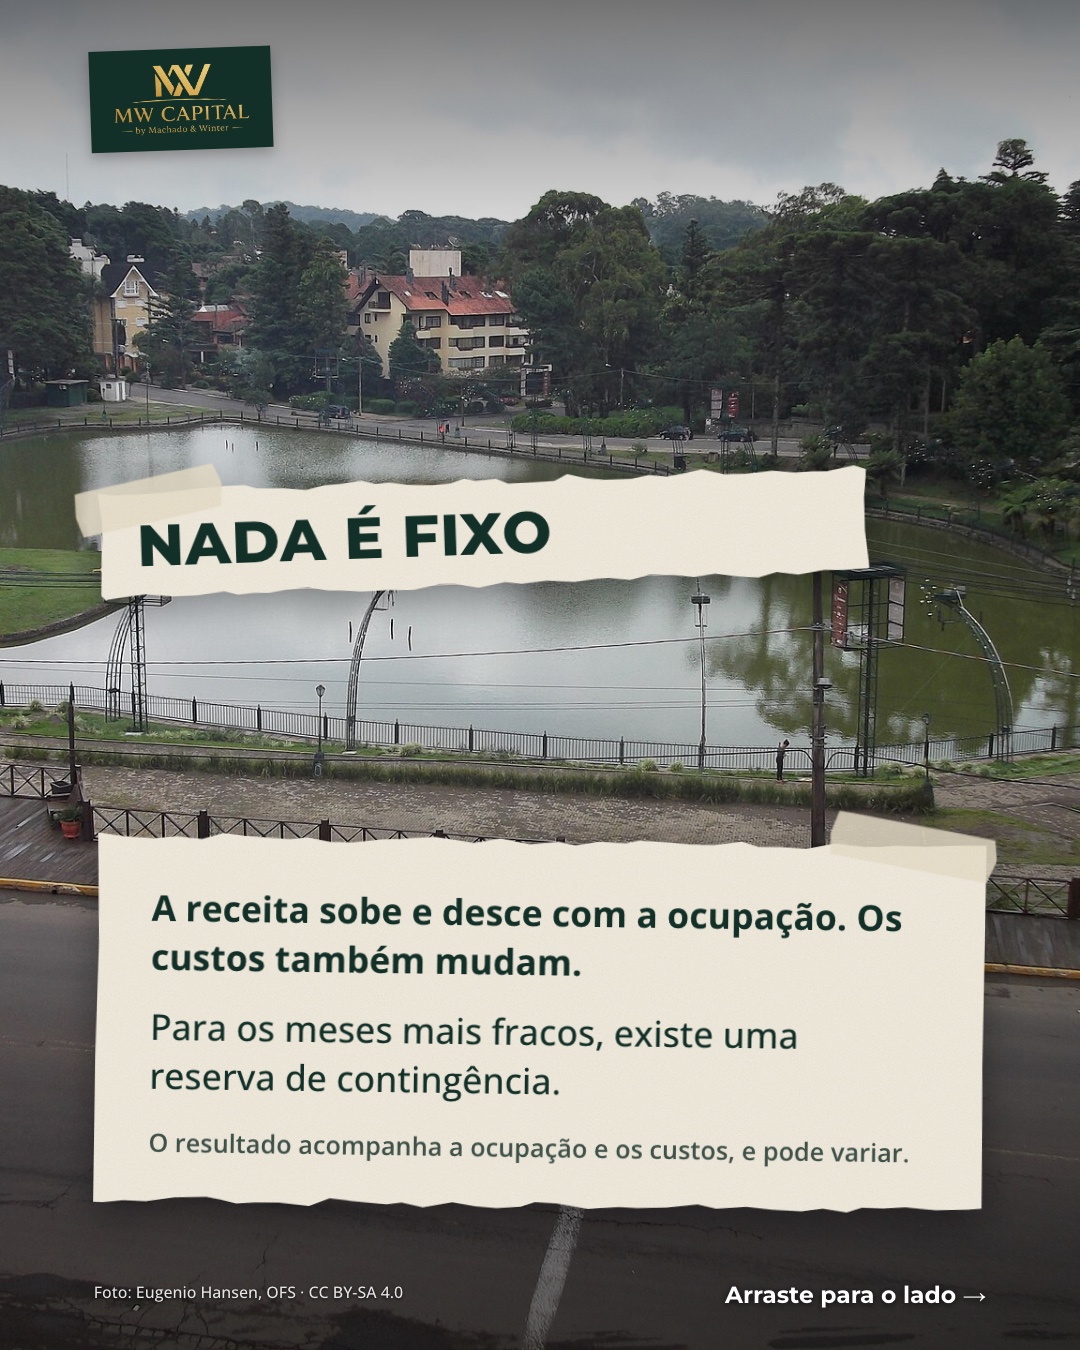 MW CAPITAL
by Machado & Winter
NADA É FIXO
A receita sobe e desce com a ocupação. Os
custos também mudam.
Para os meses mais fracos, existe uma
reserva de contingência.
O resultado acompanha a ocupação e os custos, e pode variar.
Foto: Eugenio Hansen, OFS · CC BY-SA 4.0
Arraste para o lado →